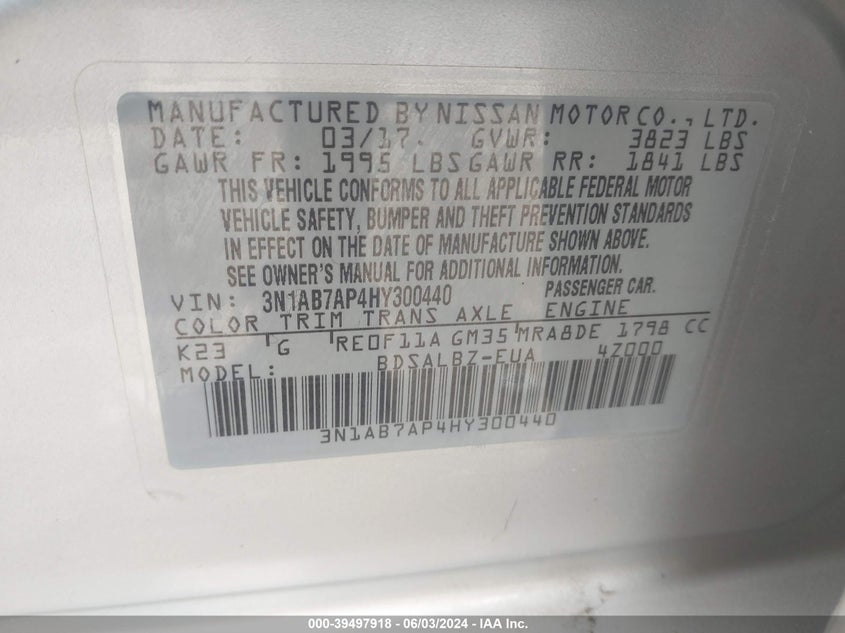 MANUFACTURED BY NISSAN MOTOR CO., LTD.
DATE: 03/17. GVWR: 3823 LBS
GAWR FR: 1995 LBS GAWR RR: 1841 LBS
THIS VEHICLE CONFORMS TO ALL APPLICABLE FEDERAL MOTOR
VEHICLE SAFETY, BUMPER AND THEFT PREVENTION STANDARDS
IN EFFECT ON THE DATE OF MANUFACTURE SHOWN ABOVE.
SEE OWNER'S MANUAL FOR ADDITIONAL INFORMATION.
VIN: 3N1AB7AP4HY300440 PASSENGER CAR.
COLOR TRIM TRANS AXLE ENGINE
K23 G RE0F11A GM35 MRA8DE 1798 CC
MODEL: BDSALBZ-EUA 4Z000
3N1AB7AP4HY300440
000-39497918 - 06/03/2024 - IAA Inc.